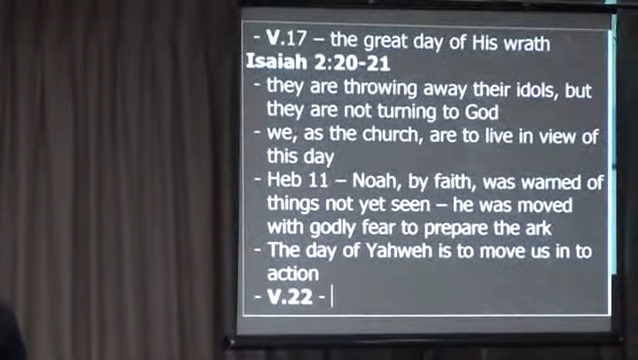 - V.17 – the great day of His wrath
Isaiah 2:20-21
- they are throwing away their idols, but
they are not turning to God
- we, as the church, are to live in view of
this day
- Heb 11 – Noah, by faith, was warned of
things not yet seen – he was moved
with godly fear to prepare the ark
- The day of Yahweh is to move us in to
action
- V.22 -